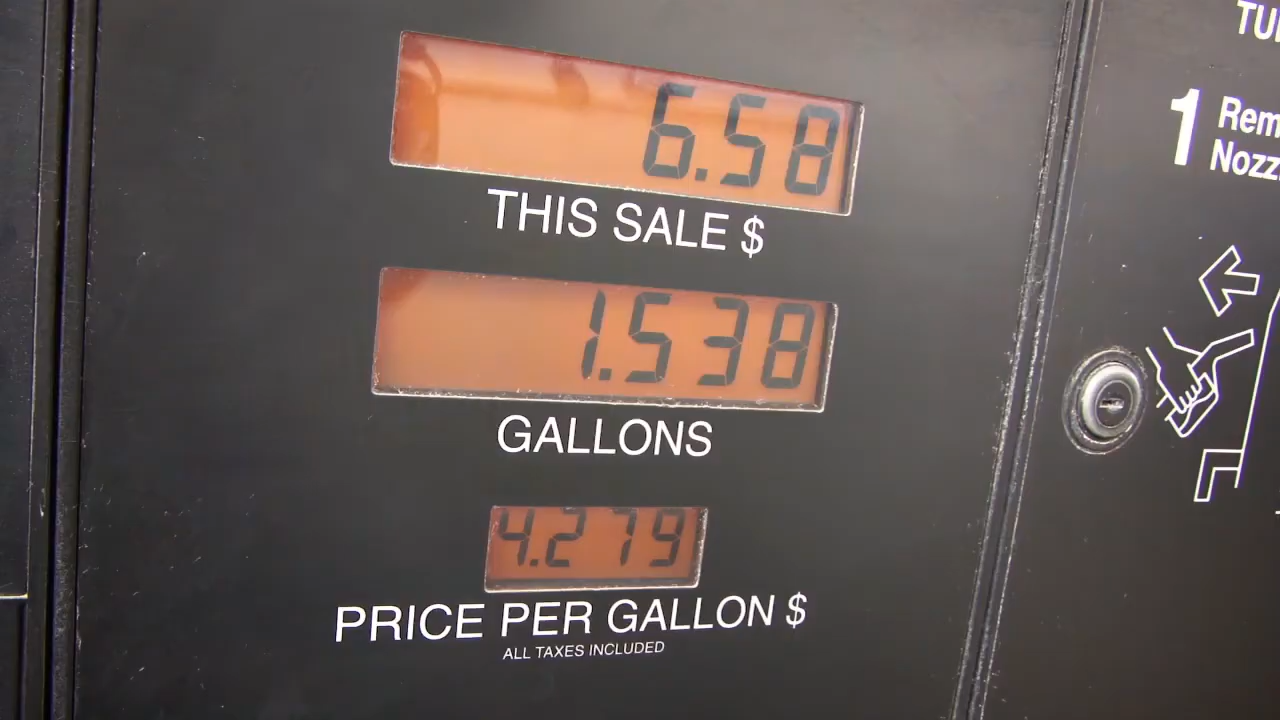 6.58
THIS SALE $
1.538
GALLONS
4.279
PRICE PER GALLON $
ALL TAXES INCLUDED
1